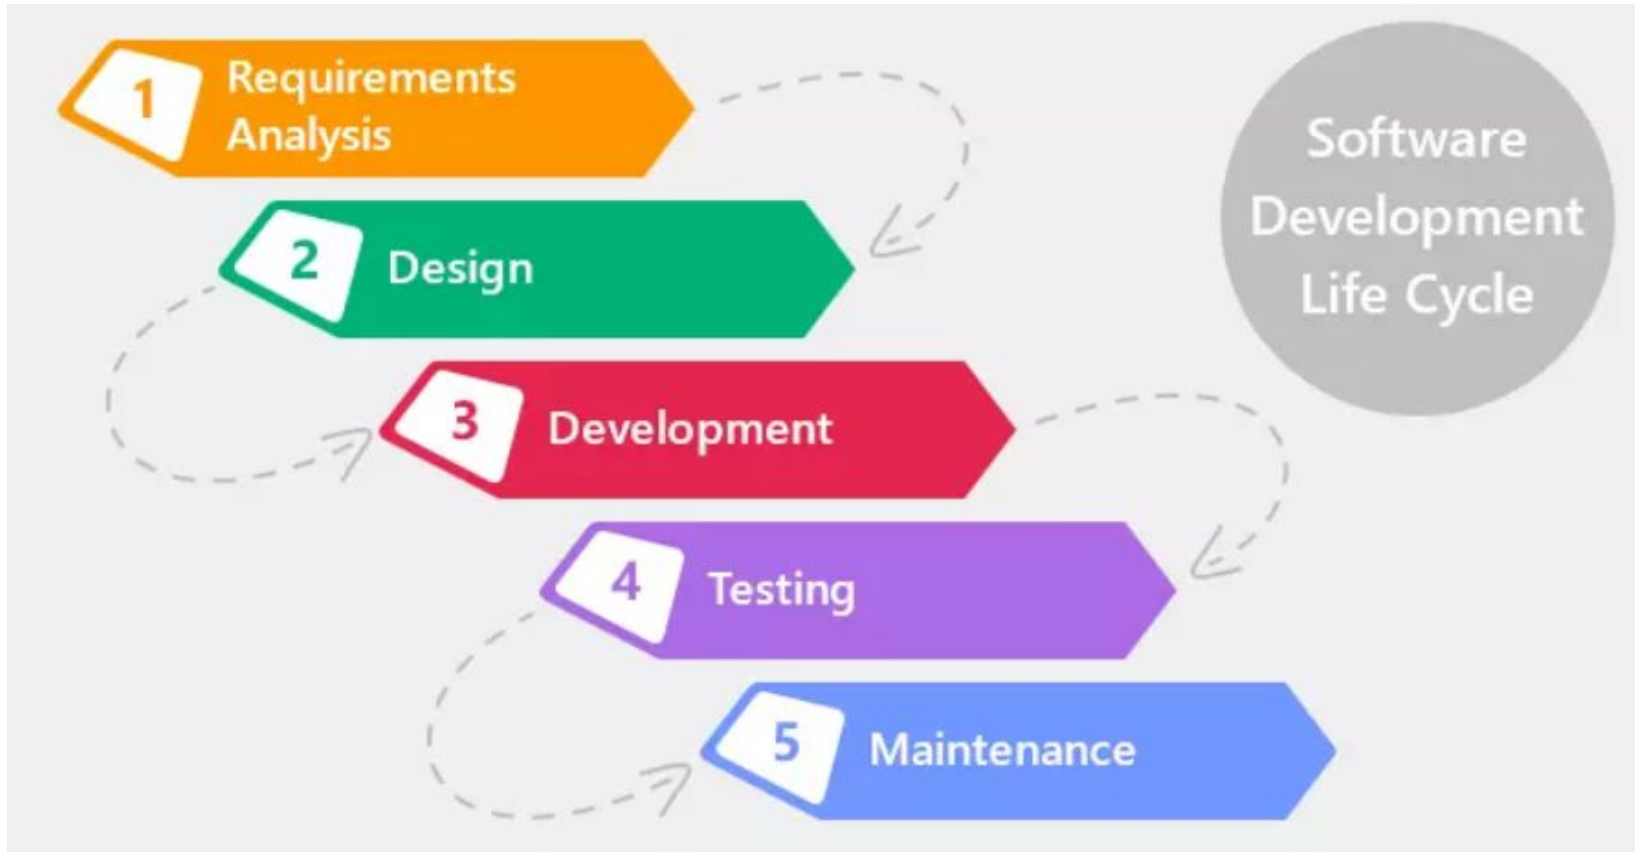 1
Requirements
Analysis
2
Design
3
Development
4
Testing
5
Maintenance
Software
Development
Life Cycle